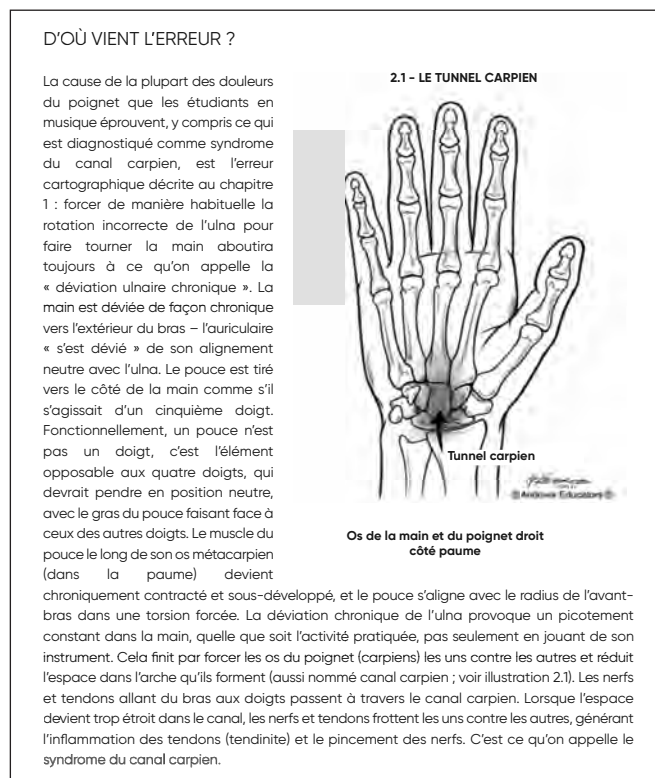 D'OÙ VIENT L'ERREUR ?
La cause de la plupart des douleurs
du poignet que les étudiants en
musique éprouvent, y compris ce qui
est diagnostiqué comme syndrome
du canal carpien, est l'erreur
cartographique décrite au chapitre
1 : forcer de manière habituelle la
rotation incorrecte de l'ulna pour
faire tourner la main aboutira
toujours à ce qu'on appelle la
« déviation ulnaire chronique ». La
main est déviée de façon chronique
vers l'extérieur du bras – l'auriculaire
« s'est dévié » de son alignement
neutre avec l'ulna. Le pouce est tiré
vers le côté de la main comme s'il
s'agissait d'un cinquième doigt.
Fonctionnellement, un pouce n'est
pas un doigt, c'est l'élément
opposable aux quatre doigts, qui
devrait pendre en position neutre,
avec le gras du pouce faisant face à
ceux des autres doigts. Le muscle du
pouce le long de son os métacarpien
(dans la paume) devient
chroniquement contracté et sous-développé, et le pouce s'aligne avec le radius de l'avant-
bras dans une torsion forcée. La déviation chronique de l'ulna provoque un picotement
constant dans la main, quelle que soit l'activité pratiquée, pas seulement en jouant de son
instrument. Cela finit par forcer les os du poignet (carpiens) les uns contre les autres et réduit
l'espace dans l'arche qu'ils forment (aussi nommé canal carpien ; voir illustration 2.1). Les nerfs
et tendons allant du bras aux doigts passent à travers le canal carpien. Lorsque l'espace
devient trop étroit dans le canal, les nerfs et tendons frottent les uns contre les autres, générant
l'inflammation des tendons (tendinite) et le pincement des nerfs. C'est ce qu'on appelle le
syndrome du canal carpien.
2.1 - LE TUNNEL CARPIEN
Tunnel carpien
© Andover Educators ®
Os de la main et du poignet droit
côté paume